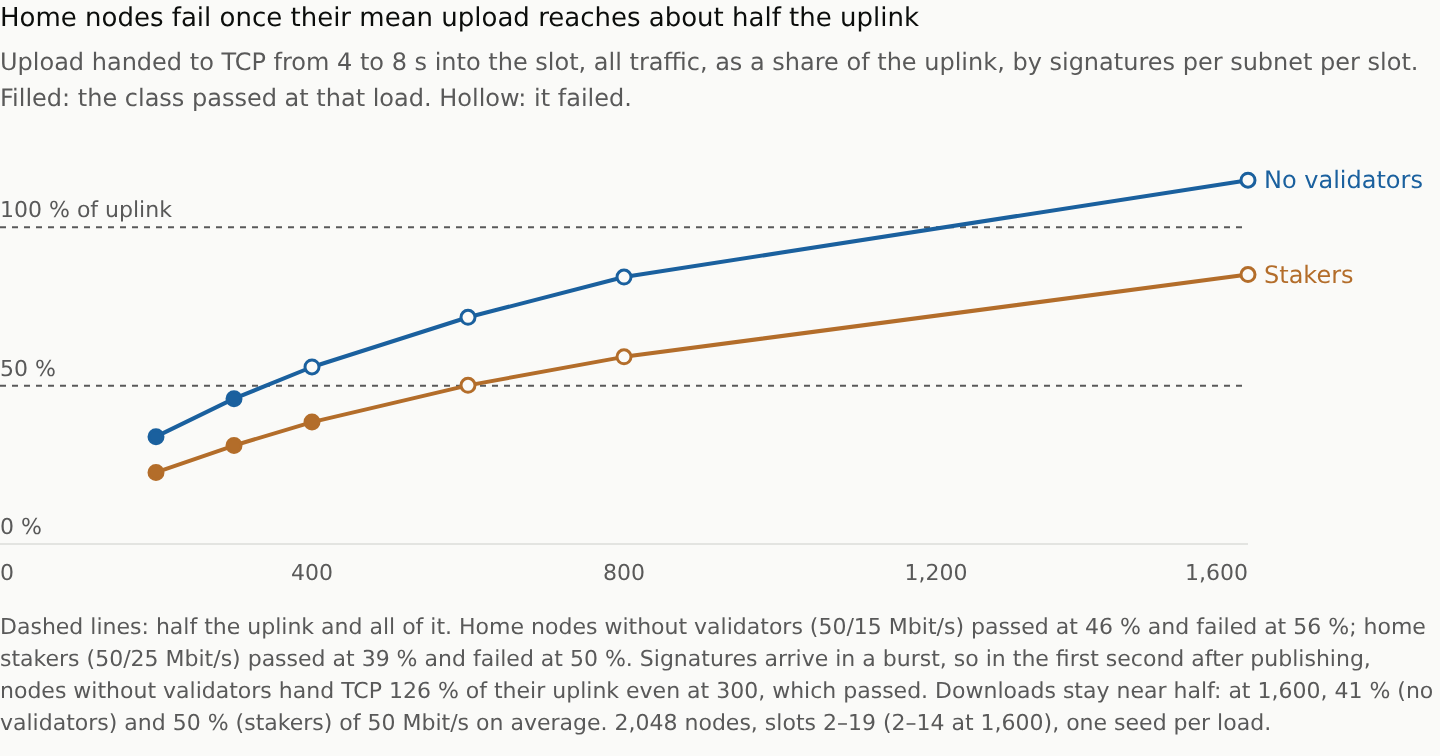 Home nodes fail once their mean upload reaches about half the uplink
Upload handed to TCP from 4 to 8 s into the slot, all traffic, as a share of the uplink, by signatures per subnet per slot.
Filled: the class passed at that load. Hollow: it failed.
No validators
100 % of uplink
Stakers
50 %
0 %
0 400 800 1,200 1,600
Dashed lines: half the uplink and all of it. Home nodes without validators (50/15 Mbit/s) passed at 46 % and failed at 56 %; home
stakers (50/25 Mbit/s) passed at 39 % and failed at 50 %. Signatures arrive in a burst, so in the first second after publishing,
nodes without validators hand TCP 126 % of their uplink even at 300, which passed. Downloads stay near half: at 1,600, 41 % (no
validators) and 50 % (stakers) of 50 Mbit/s on average. 2,048 nodes, slots 2–19 (2–14 at 1,600), one seed per load.